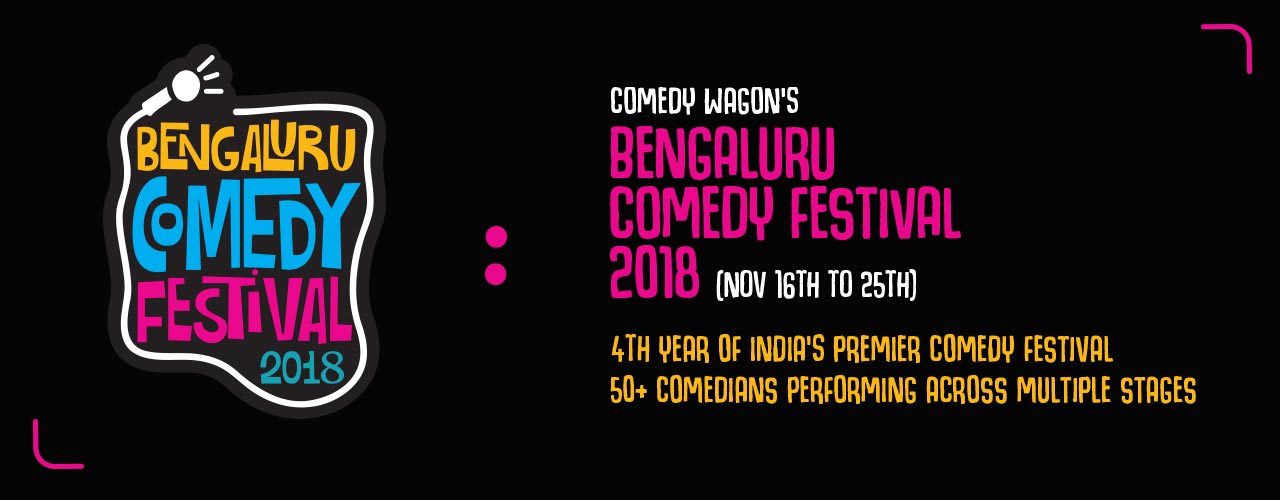 BENGALURU
COMEDY
FESTiVAL
2018
COMEDY WAGON'S
BENGALURU
COMEDY FESTIVAL
2018 (NOV 16TH TO 25TH)
4TH YEAR OF INDIA'S PREMIER COMEDY FESTIVAL
50+ COMEDIANS PERFORMING ACROSS MULTIPLE STAGES